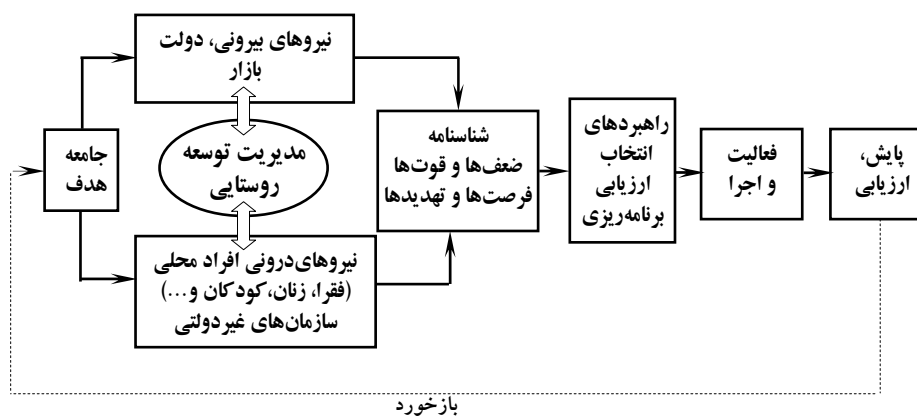 نیروهای بیرونی، دولت
بازار
جامعه
هدف
مدیریت توسعه
روستایی
نیروهای‌درونی افراد محلی
(فقرا، زنان،کودکان و...)
سازمان‌های غیردولتی
شناسنامه
ضعف‌ها و قوت‌ها
فرصت‌ها و تهدیدها
راهبردهای
انتخاب
ارزیابی
برنامه‌ریزی
فعالیت
و اجرا
پایش،
ارزیابی
بازخورد